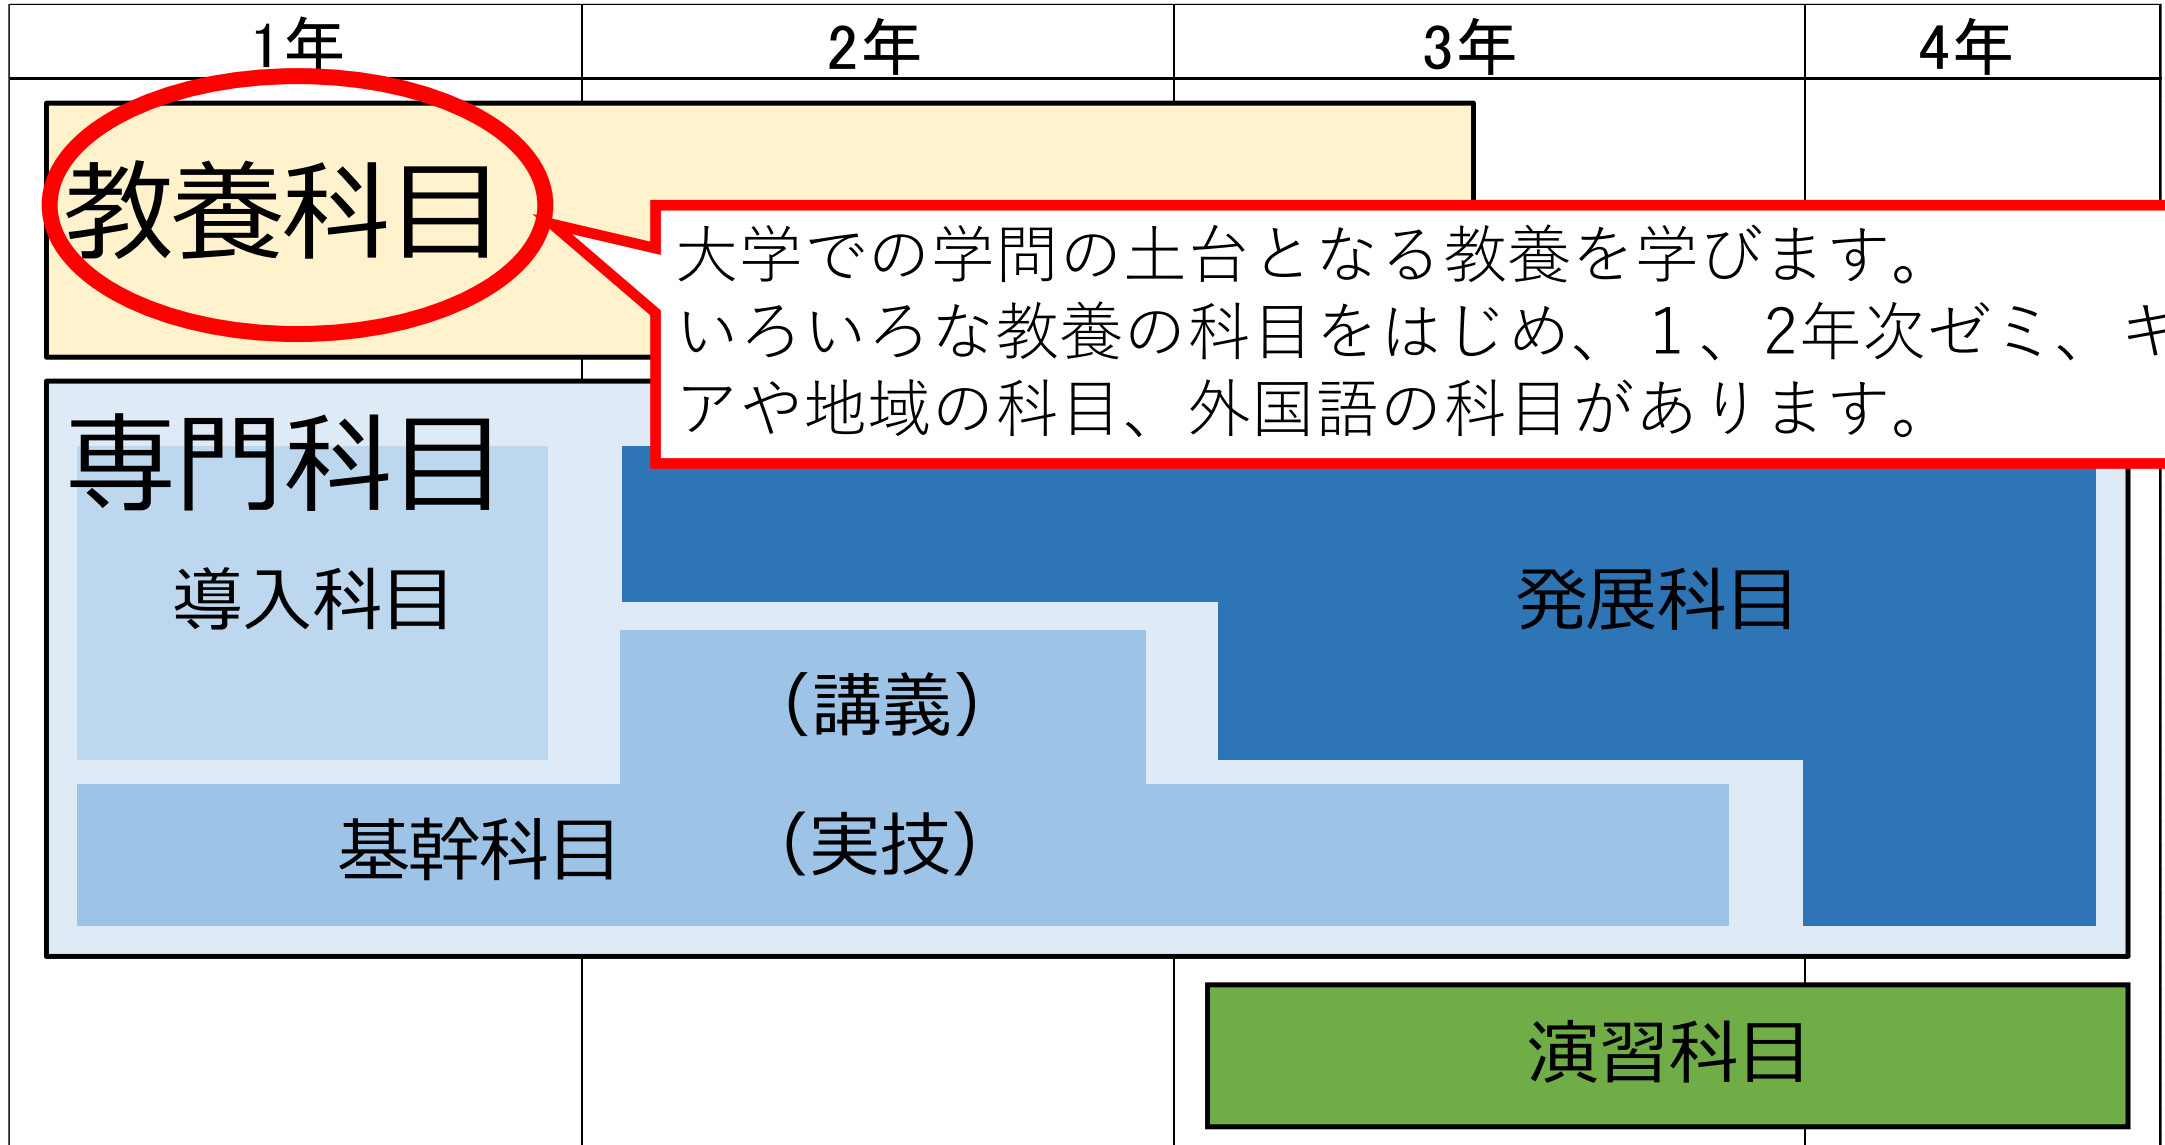 1年 2年 3年 4年
教養科目
大学での学問の土台となる教養を学びます。
いろいろな教養の科目をはじめ、1、2年次ゼミ、キ
アや地域の科目、外国語の科目があります。
専門科目
導入科目
発展科目
（講義）
基幹科目 （実技）
演習科目